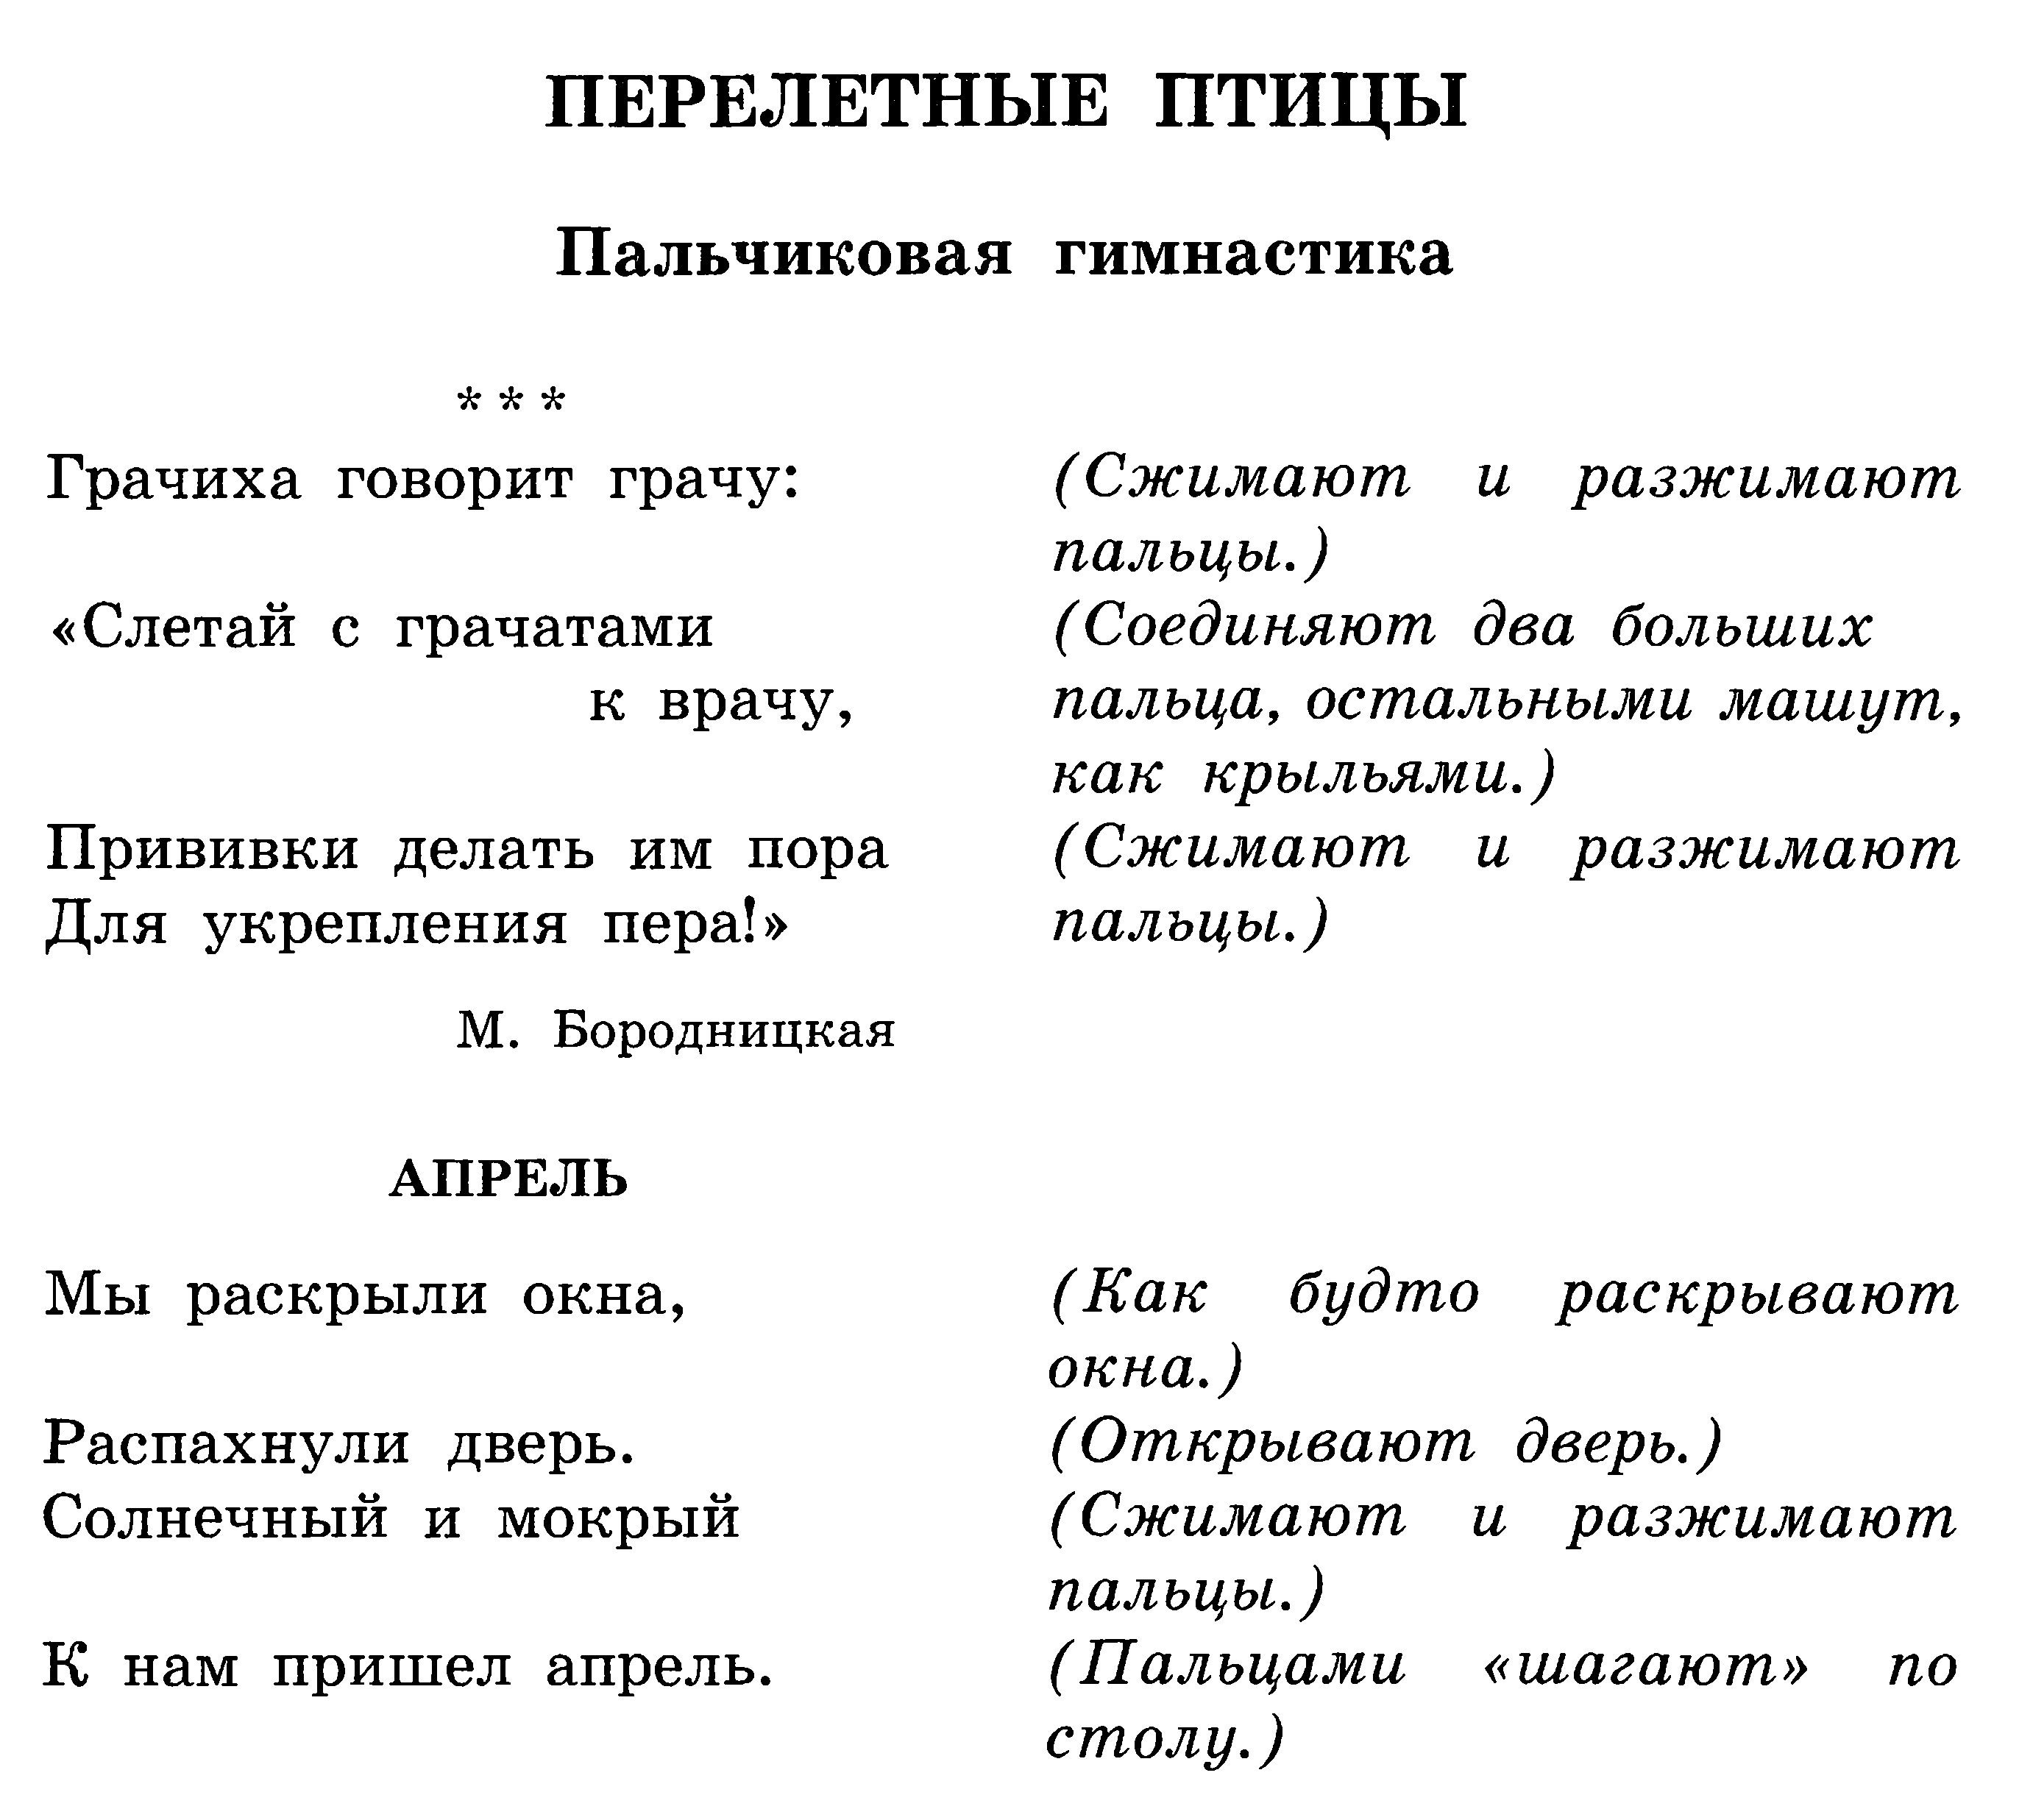 ПЕРЕЛЕТНЫЕ ПТИЦЫ
Пальчиковая гимнастика
***
Грачиха говорит грачу:
(Сжимают и разжимают
пальцы.)
«Слетай с грачатами
к врачу,
(Соединяют два больших
пальца, остальными машут,
как крыльями.)
Прививки делать им пора
Для укрепления пера!»
(Сжимают и разжимают
пальцы.)
М. Бородницкая
АПРЕЛЬ
Мы раскрыли окна,
(Как будто раскрывают
окна.)
Распахнули дверь.
(Открывают дверь.)
Солнечный и мокрый
(Сжимают и разжимают
пальцы.)
К нам пришел апрель.
(Пальцами «шагают» по
столу.)